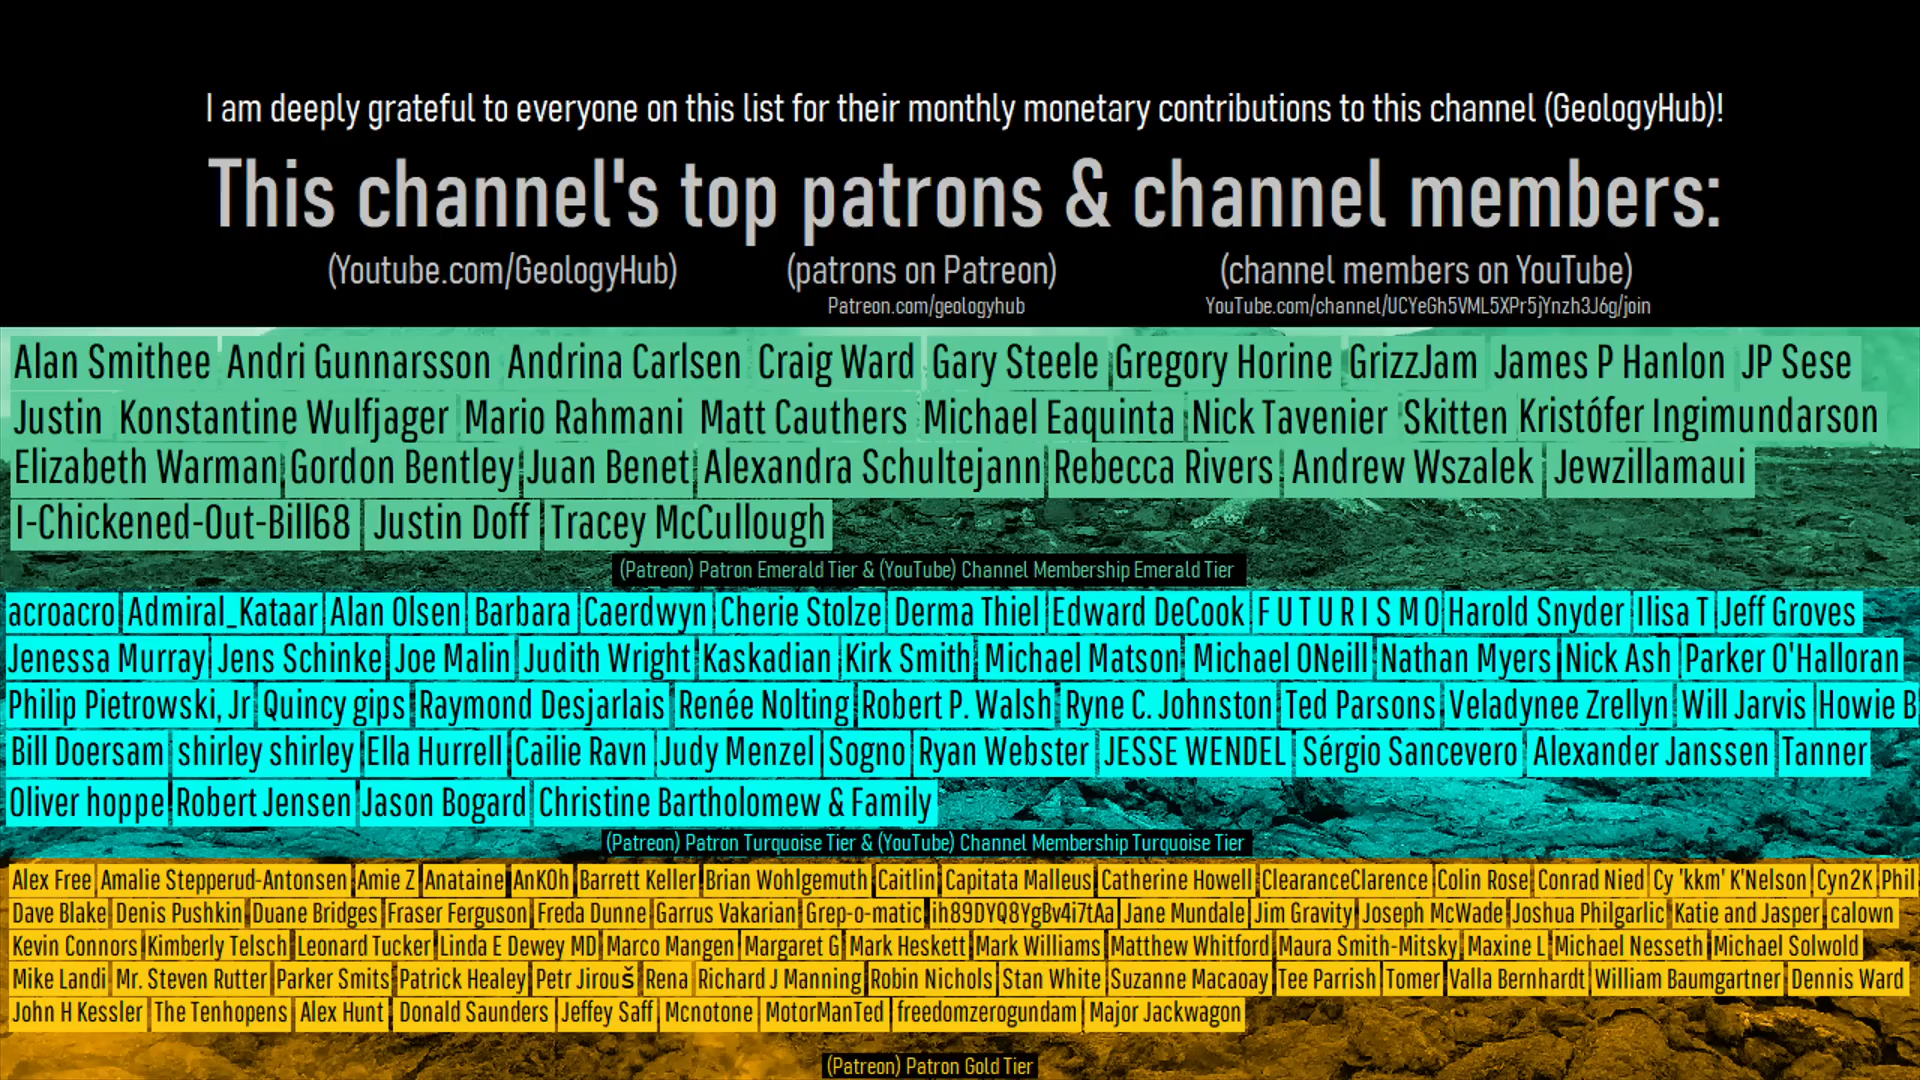 I am deeply grateful to everyone on this list for their monthly monetary contributions to this channel (GeologyHub)!
This channel's top patrons & channel members:
(Youtube.com/GeologyHub) (patrons on Patreon) (channel members on YouTube)
Patreon.com/geologyhub YouTube.com/channel/UCYeGh5VML5XPr5jYnzh3J6g/join
Alan Smithee Andri Gunnarsson Andrina Carlsen Craig Ward Gary Steele Gregory Horine GrizzJam James P Hanlon JP Sese
Justin Konstantine Wulfjager Mario Rahmani Matt Cauthers Michael Eaquinta Nick Tavenier Skitten Kristófer Ingimundarson
Elizabeth Warman Gordon Bentley Juan Benet Alexandra Schultejann Rebecca Rivers Andrew Wszalek Jewzillamaui
I-Chickened-Out-Bill68 Justin Doff Tracey McCullough
(Patreon) Patron Emerald Tier & (YouTube) Channel Membership Emerald Tier
acroacro Admiral_Kataar Alan Olsen Barbara Caerdwyn Cherie Stolze Derma Thiel Edward DeCook F U T U R I S M O Harold Snyder Ilisa T Jeff Groves
Jenessa Murray Jens Schinke Joe Malin Judith Wright Kaskadian Kirk Smith Michael Matson Michael ONeill Nathan Myers Nick Ash Parker O'Halloran
Philip Pietrowski, Jr Quincy gips Raymond Desjarlais Renée Nolting Robert P. Walsh Ryne C. Johnston Ted Parsons Veladynee Zrellyn Will Jarvis Howie B
Bill Doersam shirley shirley Ella Hurrell Cailie Ravn Judy Menzel Sogno Ryan Webster JESSE WENDEL Sérgio Sancevero Alexander Janssen Tanner
Oliver hoppe Robert Jensen Jason Bogard Christine Bartholomew & Family
(Patreon) Patron Turquoise Tier & (YouTube) Channel Membership Turquoise Tier
Alex Free Amalie Stepperud-Antonsen Amie Z Anataine AnKOh Barrett Keller Brian Wohlgemuth Caitlin Capitata Malleus Catherine Howell ClearanceClarence Colin Rose Conrad Nied Cy 'kkm' K'Nelson Cyn2K Phil
Dave Blake Denis Pushkin Duane Bridges Fraser Ferguson Freda Dunne Garrus Vakarian Grep-o-matic ih89DYQ8YgBv4i7tAa Jane Mundale Jim Gravity Joseph McWade Joshua Philgarlic Katie and Jasper calown
Kevin Connors Kimberly Telsch Leonard Tucker Linda E Dewey MD Marco Mangen Margaret G Mark Heskett Mark Williams Matthew Whitford Maura Smith-Mitsky Maxine L Michael Nesseth Michael Solwold
Mike Landi Mr. Steven Rutter Parker Smits Patrick Healey Petr Jirouš Rena Richard J Manning Robin Nichols Stan White Suzanne Macaoay Tee Parrish Tomer Valla Bernhardt William Baumgartner Dennis Ward
John H Kessler The Tenhopens Alex Hunt Donald Saunders Jeffey Saff Mcnotone MotorManTed freedomzerogundam Major Jackwagon
(Patreon) Patron Gold Tier